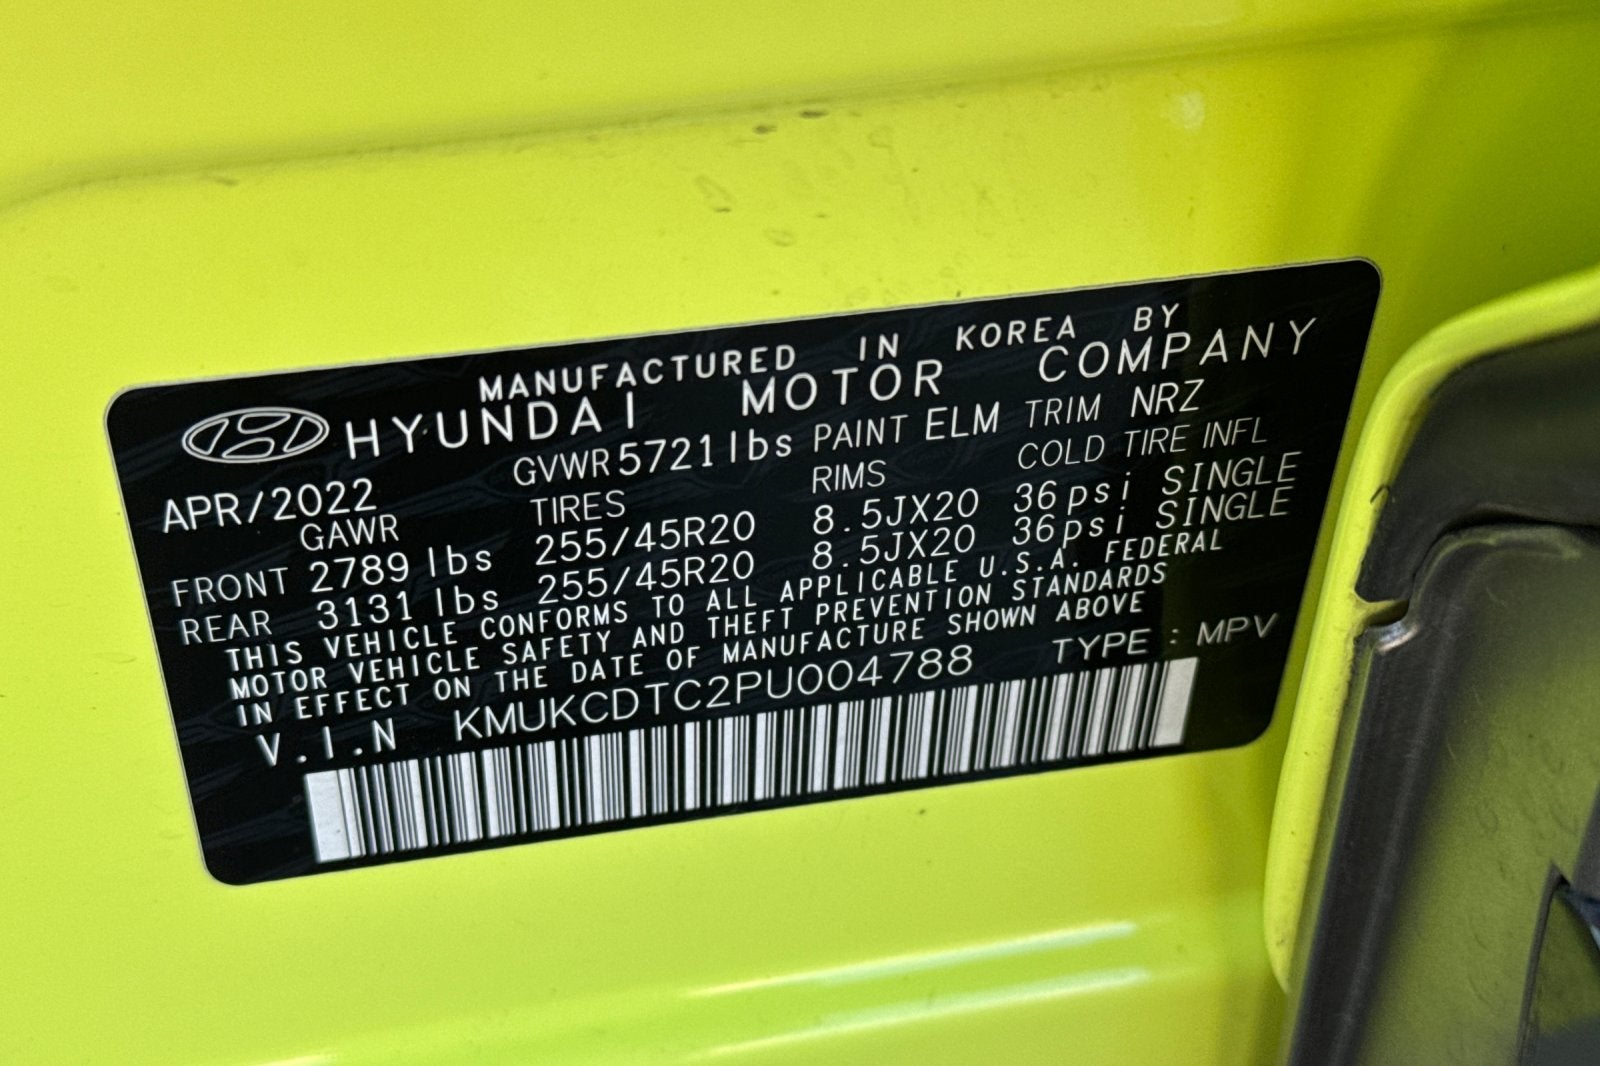 MANUFACTURED IN KOREA BY
HYUNDAI MOTOR COMPANY
APR/2022 GVWR 5721 lbs PAINT ELM TRIM NRZ
GAWR TIRES RIMS COLD TIRE INFL
FRONT 2789 lbs 255/45R20 8.5JX20 36psi SINGLE
REAR 3131 lbs 255/45R20 8.5JX20 36psi SINGLE
THIS VEHICLE CONFORMS TO ALL APPLICABLE U.S.A. FEDERAL
MOTOR VEHICLE SAFETY AND THEFT PREVENTION STANDARDS
IN EFFECT ON THE DATE OF MANUFACTURE SHOWN ABOVE
V.I.N KMUKCDTC2PU004788 TYPE : MPV